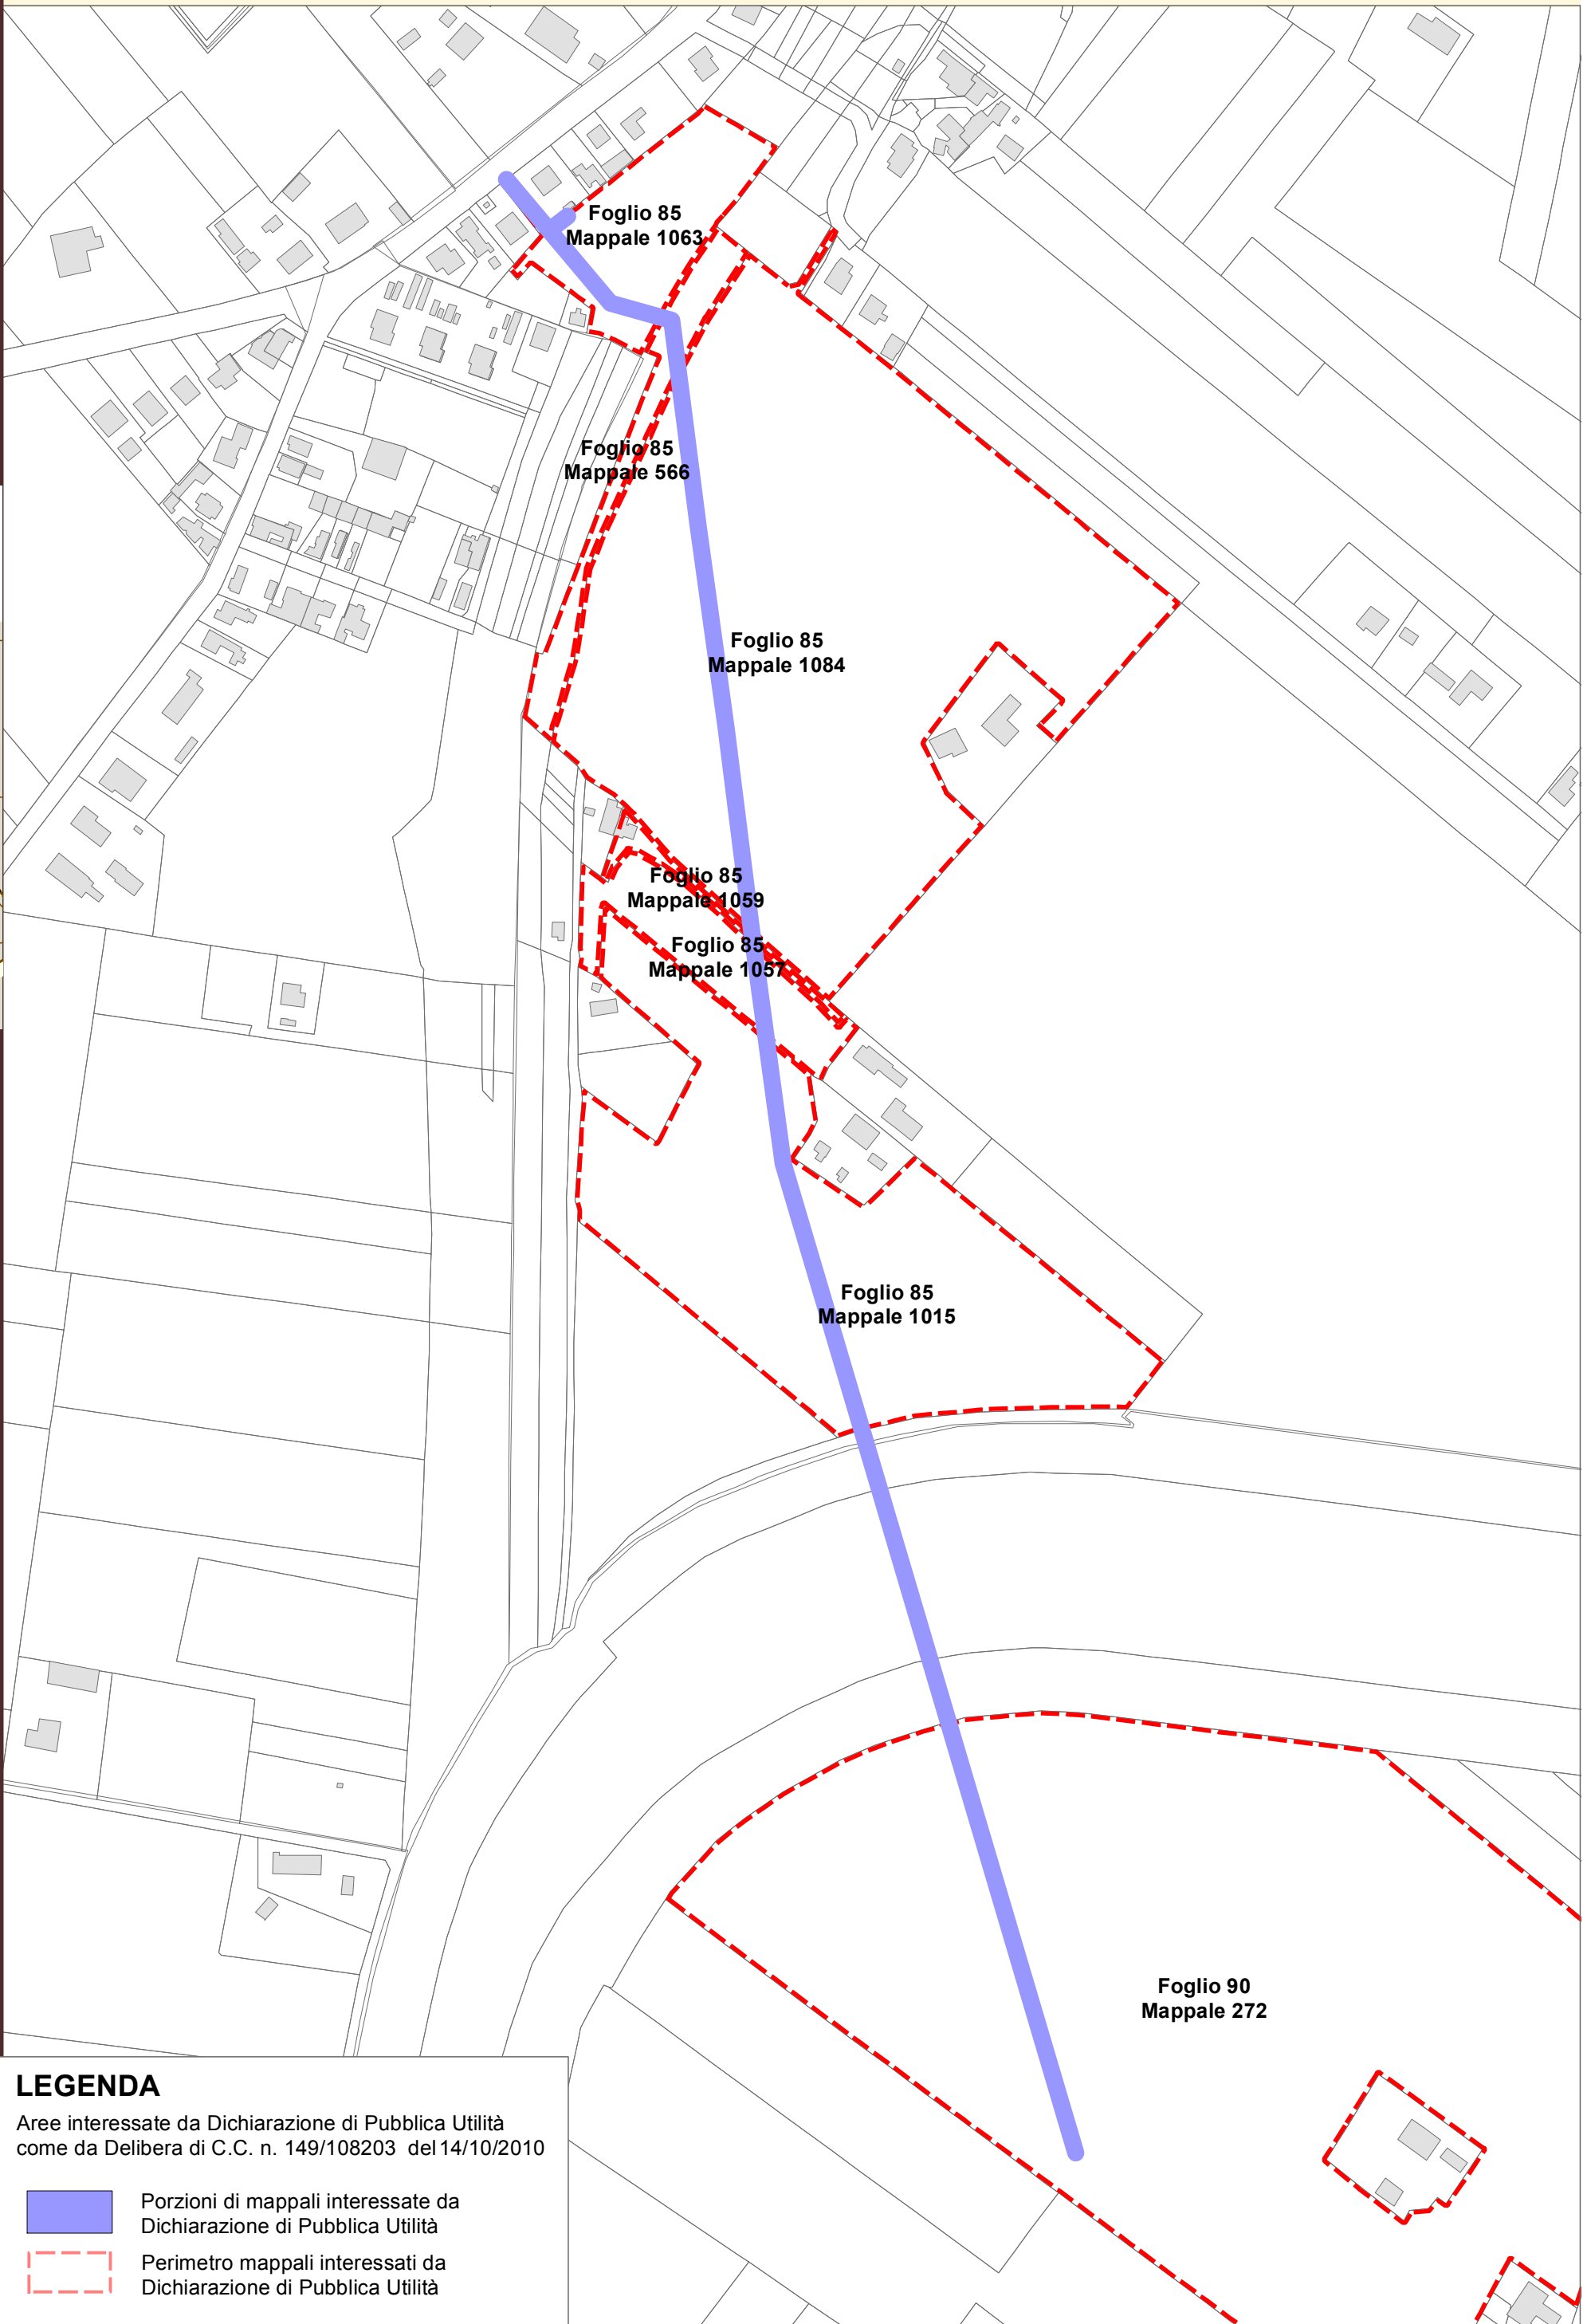 Foglio 85
Mappale 1063
Foglio 85
Mappale 566
Foglio 85
Mappale 1084
Foglio 85
Mappale 1059
Foglio 85
Mappale 1057
Foglio 85
Mappale 1015
Foglio 90
Mappale 272
LEGENDA
Aree interessate da Dichiarazione di Pubblica Utilità
come da Delibera di C.C. n. 149/108203 del 14/10/2010
Porzioni di mappali interessate da
Dichiarazione di Pubblica Utilità
Perimetro mappali interessati da
Dichiarazione di Pubblica Utilità